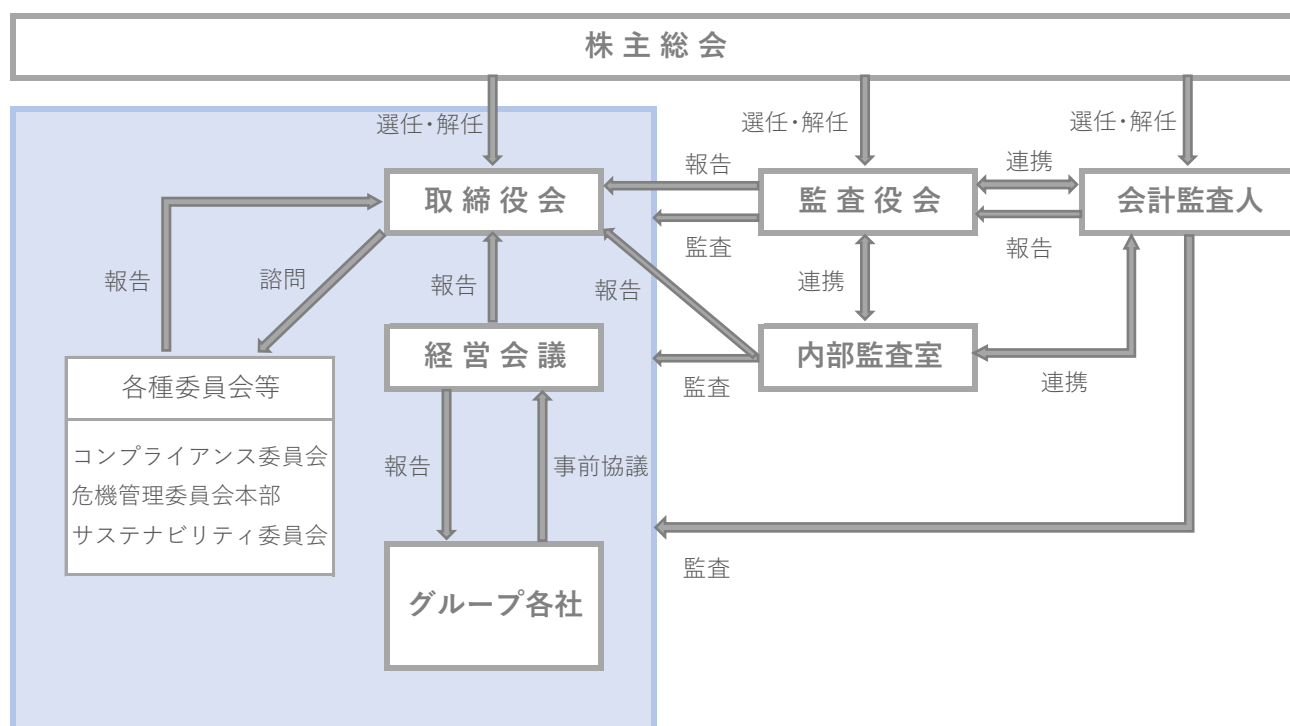 株主総会
選任・解任
選任・解任
選任・解任
取締役会
報告
監査
監査役会
連携
報告
会計監査人
報告
諮問
報告
報告
連携
経営会議
監査
内部監査室
連携
各種委員会等
コンプライアンス委員会
危機管理委員会本部
サステナビリティ委員会
報告
事前協議
監査
グループ各社